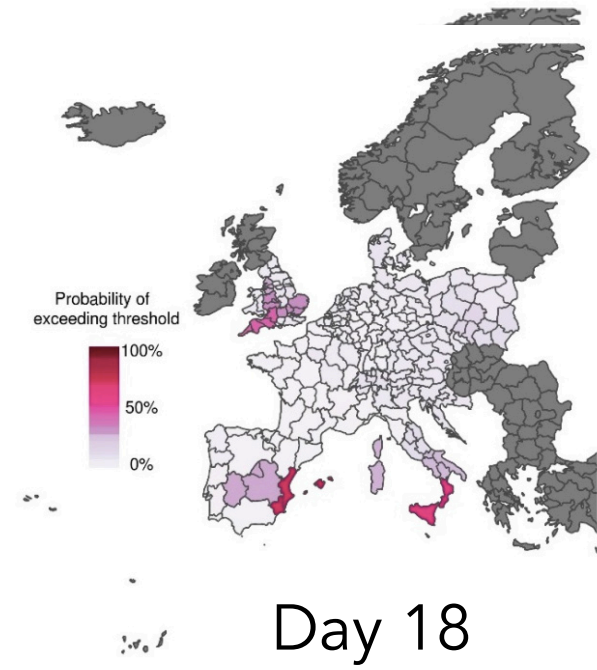 Probability of
exceeding threshold
100%
50%
0%
Day 18